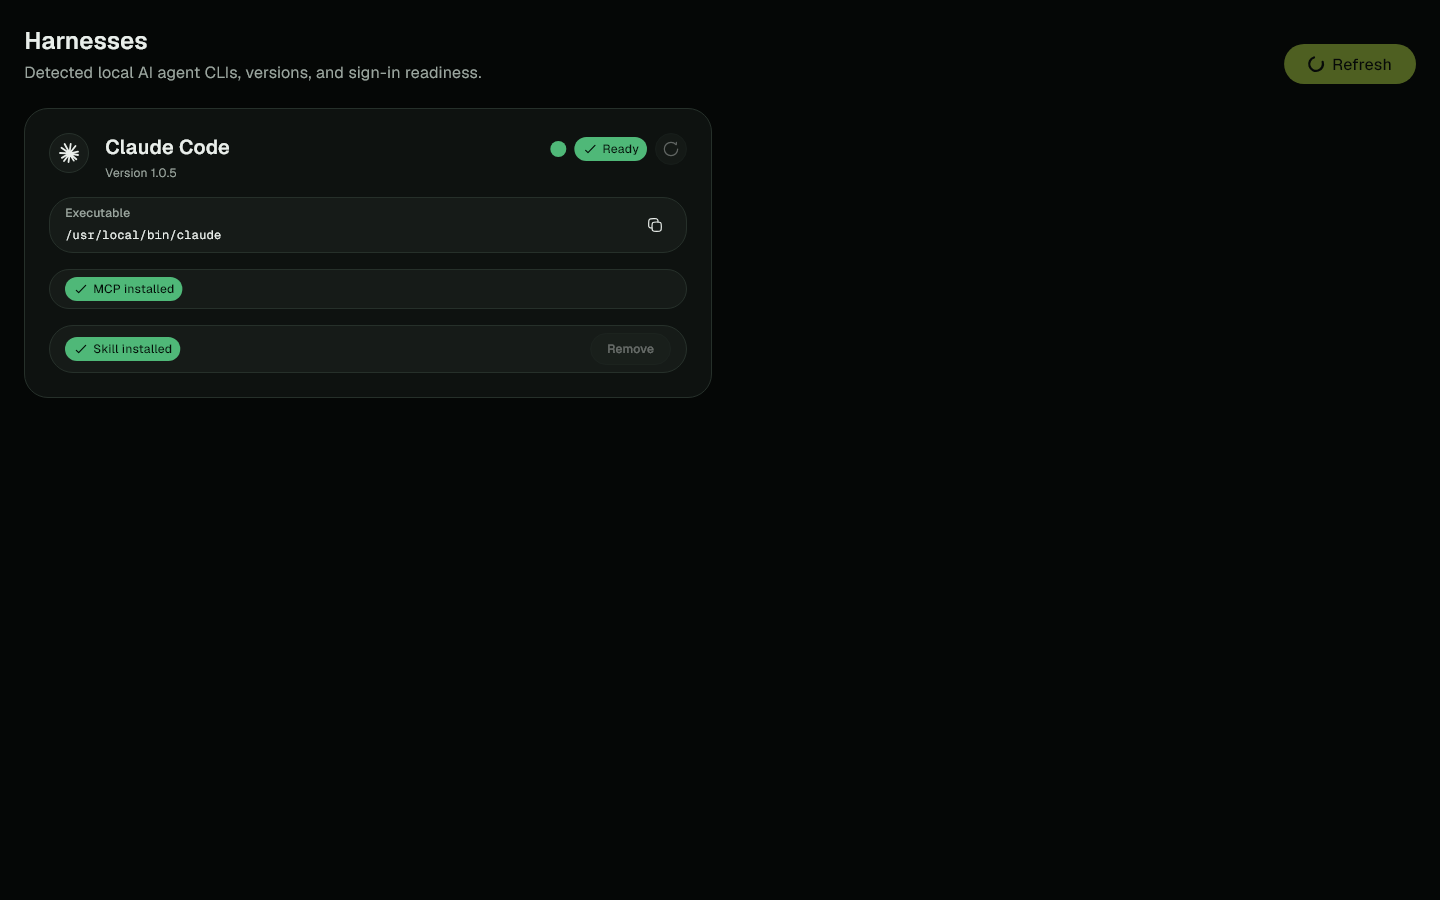 Harnesses
Detected local AI agent CLIs, versions, and sign-in readiness.
Refresh
Claude Code
Ready
Version 1.0.5
Executable
/usr/local/bin/claude
MCP installed
Skill installed
Remove